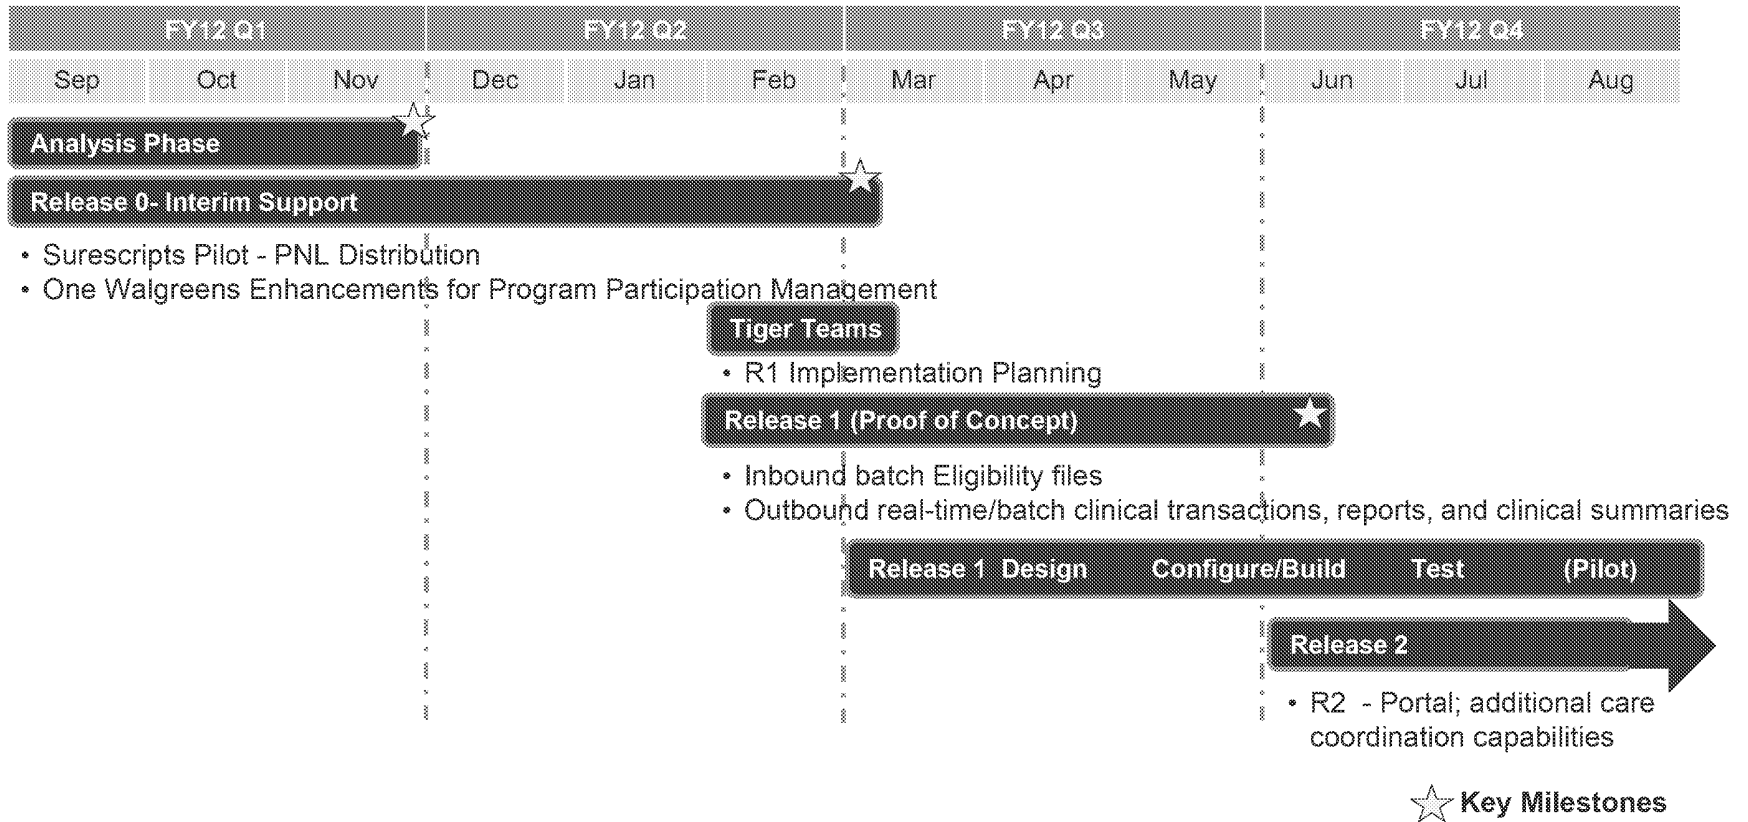 FY12 Q1 FY12 Q2 FY12 Q3 FY12 Q4
Sep Oct Nov Dec Jan Feb Mar Apr May Jun Jul Aug
Analysis Phase
Release 0- Interim Support
• Surescripts Pilot - PNL Distribution
• One Walgreens Enhancements for Program Participation Management
Tiger Teams
• R1 Implementation Planning
Release 1 (Proof of Concept)
• Inbound batch Eligibility files
• Outbound real-time/batch clinical transactions, reports, and clinical summaries
Release 1 Design Configure/Build Test (Pilot)
Release 2
• R2 - Portal; additional care
coordination capabilities
Key Milestones